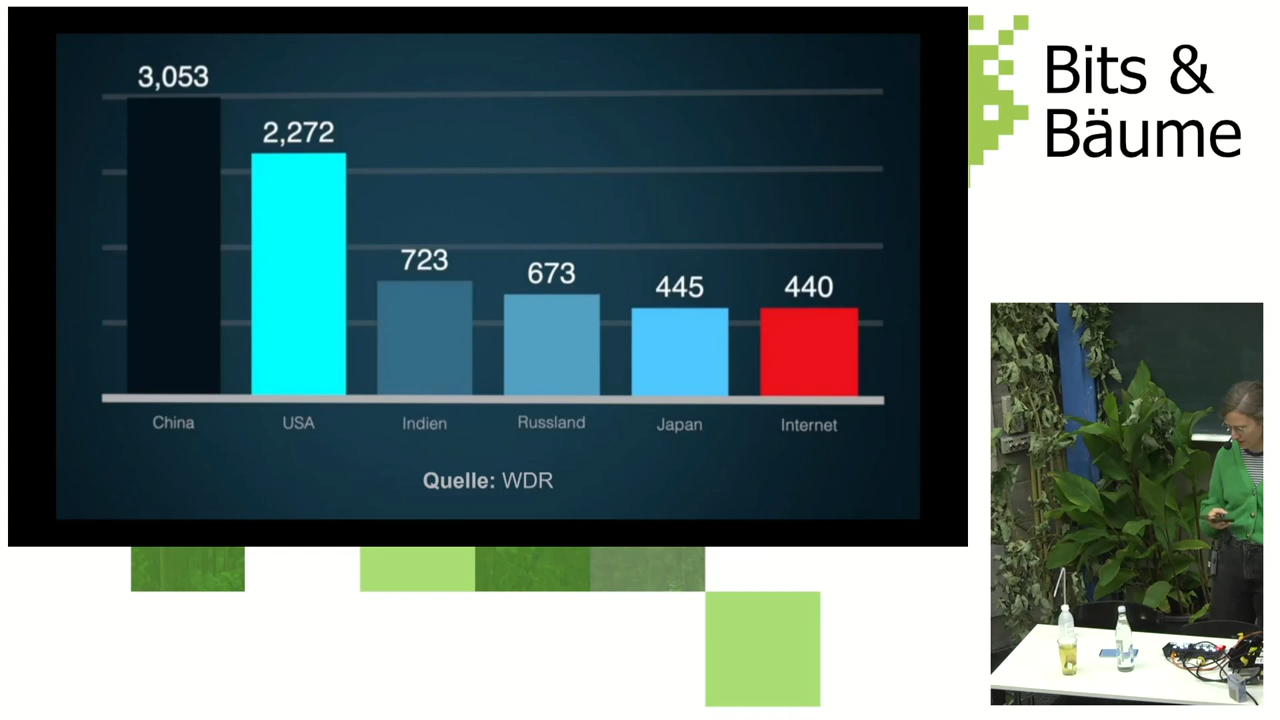 3,053
2,272
723
673
445
440
China
USA
Indien
Russland
Japan
Internet
Quelle: WDR
Bits &
Bäume